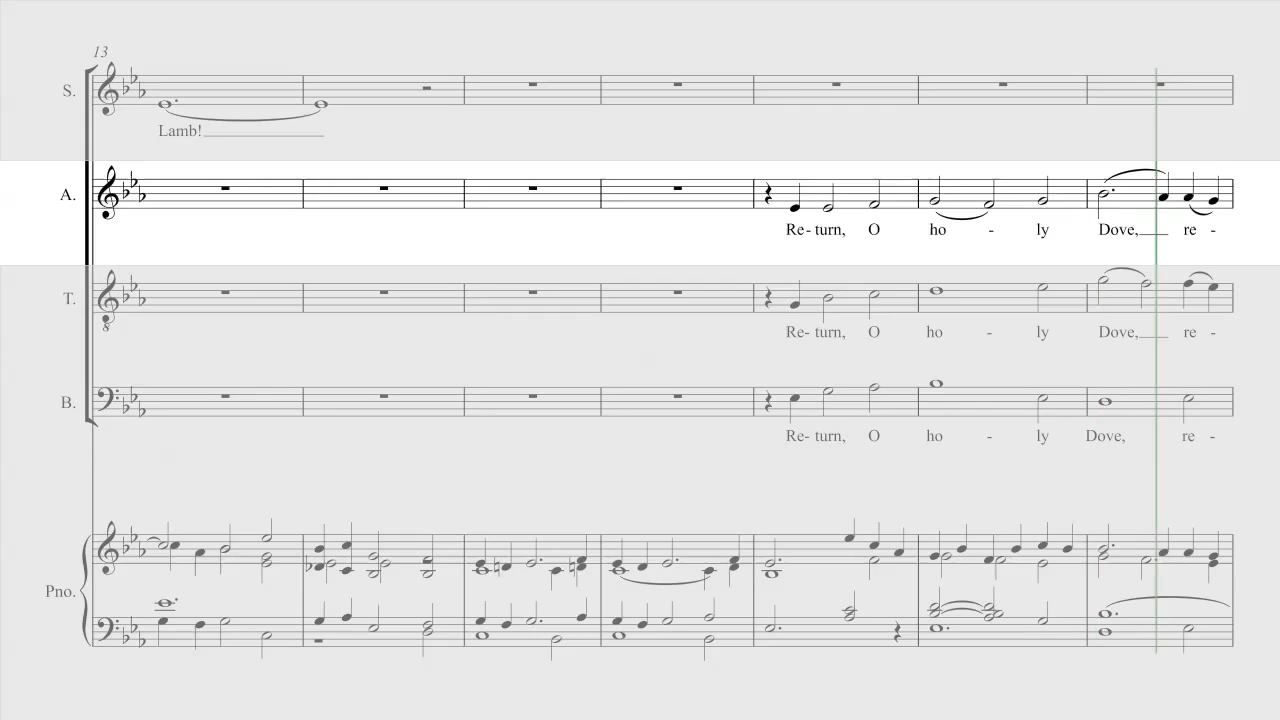 13
S.
Lamb!
A.
Re- turn, O ho - ly Dove, re -
T.
8
Re- turn, O ho - ly Dove, re -
B.
Re- turn, O ho - ly Dove, re -
Pno.